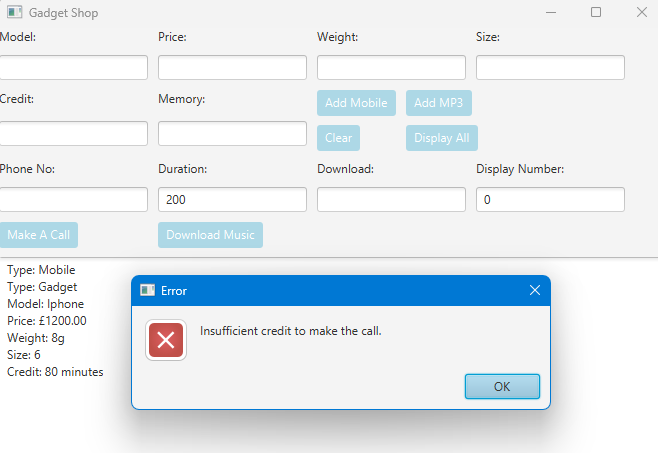 Gadget Shop
Model: Price: Weight: Size:
Credit: Memory: Add Mobile Add MP3
Clear Display All
Phone No: Duration: Download: Display Number:
200 0
Make A Call Download Music
Type: Mobile
Type: Gadget
Model: Iphone
Price: £1200.00
Weight: 8g
Size: 6
Credit: 80 minutes
Error
Insufficient credit to make the call.
OK